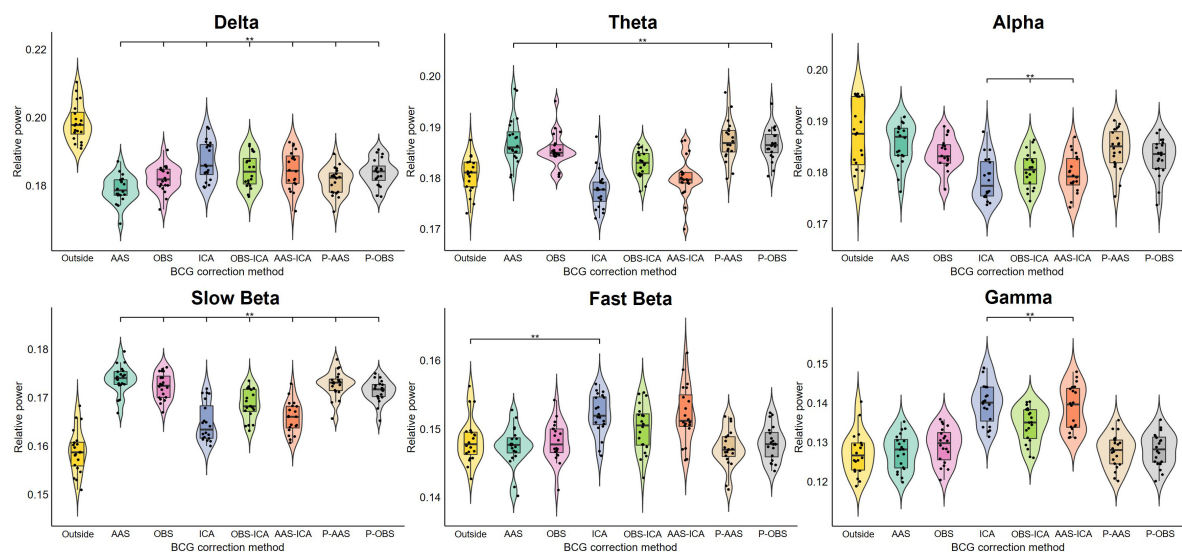 Delta
Theta
Alpha
**
**
**
0.22
0.20
0.18
Relative power
0.20
0.19
0.18
0.17
Relative power
0.20
0.19
0.18
0.17
Relative power
Outside AAS OBS ICA OBS-ICA AAS-ICA P-AAS P-OBS
BCG correction method
Outside AAS OBS ICA OBS-ICA AAS-ICA P-AAS P-OBS
BCG correction method
Outside AAS OBS ICA OBS-ICA AAS-ICA P-AAS P-OBS
BCG correction method
Slow Beta
Fast Beta
Gamma
**
**
**
0.18
0.17
0.16
0.15
Relative power
0.16
0.15
0.14
Relative power
0.15
0.14
0.13
0.12
Relative power
Outside AAS OBS ICA OBS-ICA AAS-ICA P-AAS P-OBS
BCG correction method
Outside AAS OBS ICA OBS-ICA AAS-ICA P-AAS P-OBS
BCG correction method
Outside AAS OBS ICA OBS-ICA AAS-ICA P-AAS P-OBS
BCG correction method